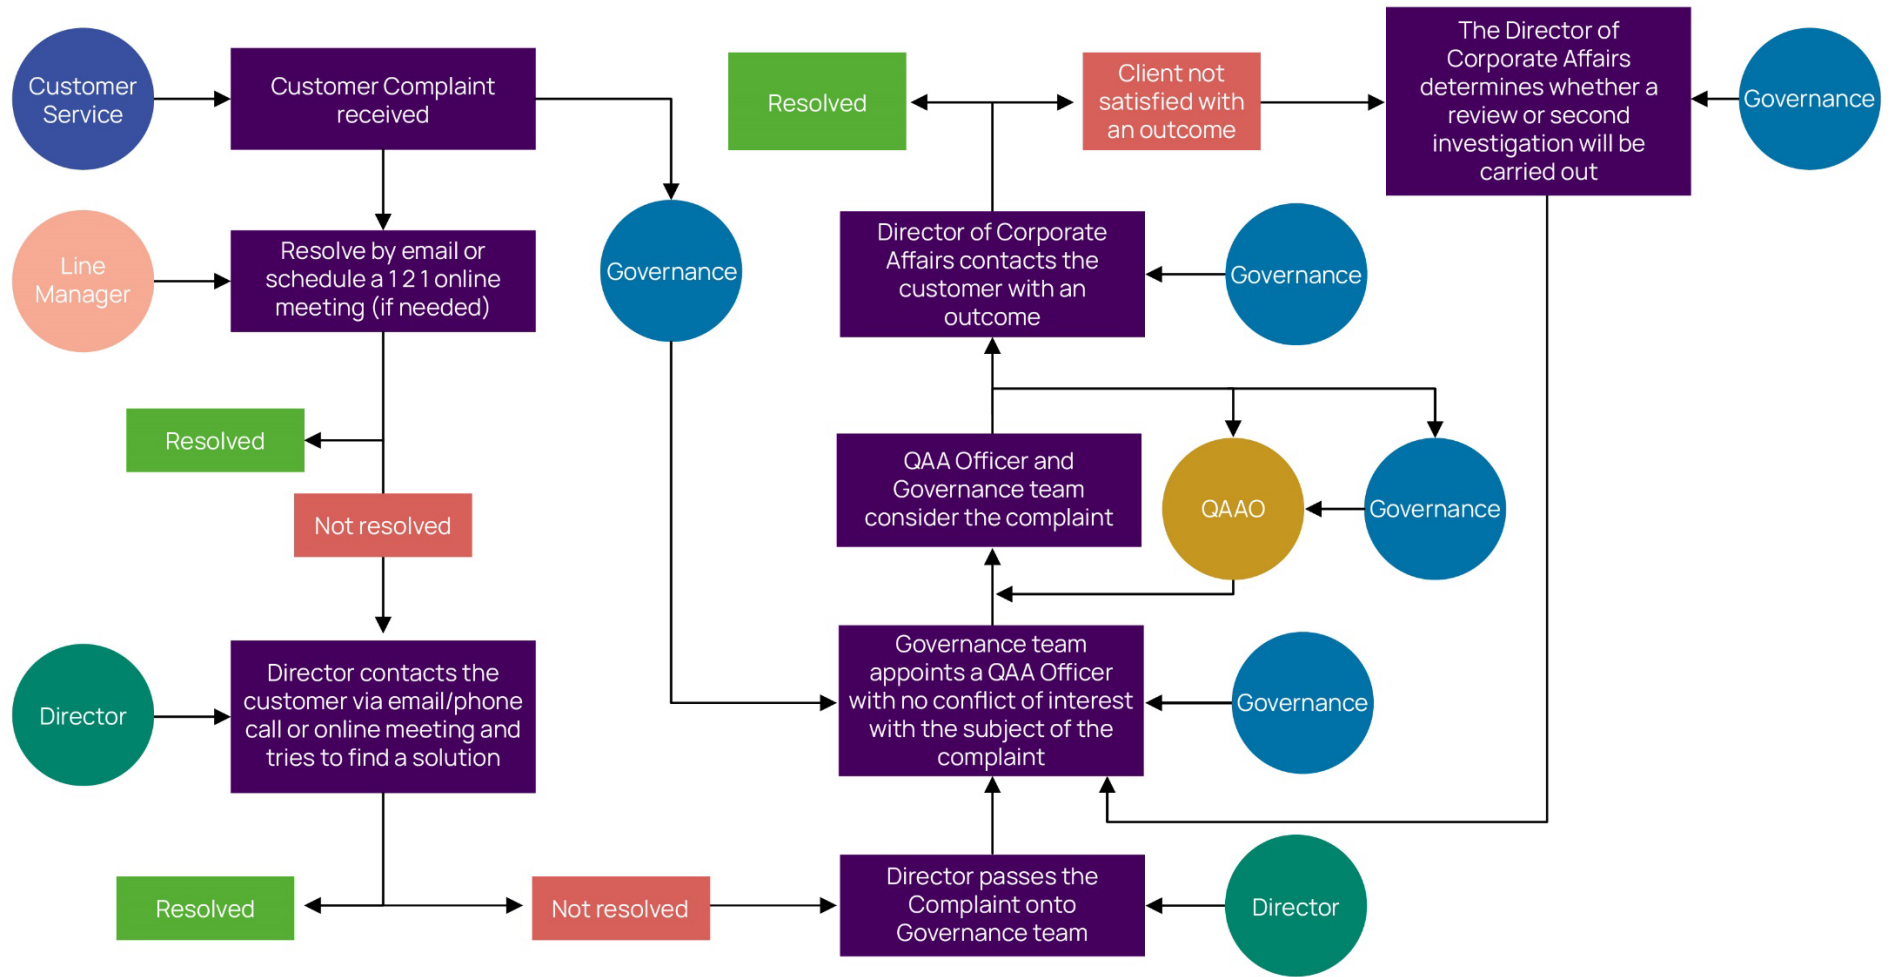 Customer
Service
Customer Complaint
received
Line
Manager
Resolve by email or
schedule a 1 2 1 online
meeting (if needed)
Governance
Resolved
Not resolved
Director
Director contacts the
customer via email/phone
call or online meeting and
tries to find a solution
Resolved
Not resolved
Director passes the
Complaint onto
Governance team
Director
Governance team
appoints a QAA Officer
with no conflict of interest
with the subject of the
complaint
Governance
QAA Officer and
Governance team
consider the complaint
QAAO
Governance
Director of Corporate
Affairs contacts the
customer with an
outcome
Governance
Resolved
Client not
satisfied with
an outcome
The Director of
Corporate Affairs
determines whether a
review or second
investigation will be
carried out
Governance